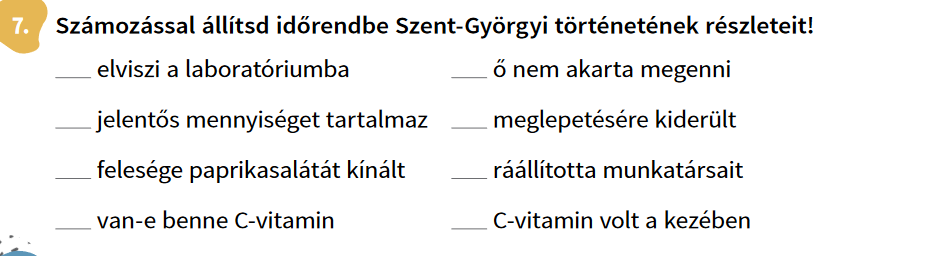 7. Számozással állítsd időrendbe Szent-Györgyi történetének részleteit!
___ elviszi a laboratóriumba ___ ő nem akarta megenni
___ jelentős mennyiséget tartalmaz ___ meglepetésére kiderült
___ felesége paprikasalátát kínált ___ ráállította munkatársait
___ van-e benne C-vitamin ___ C-vitamin volt a kezében